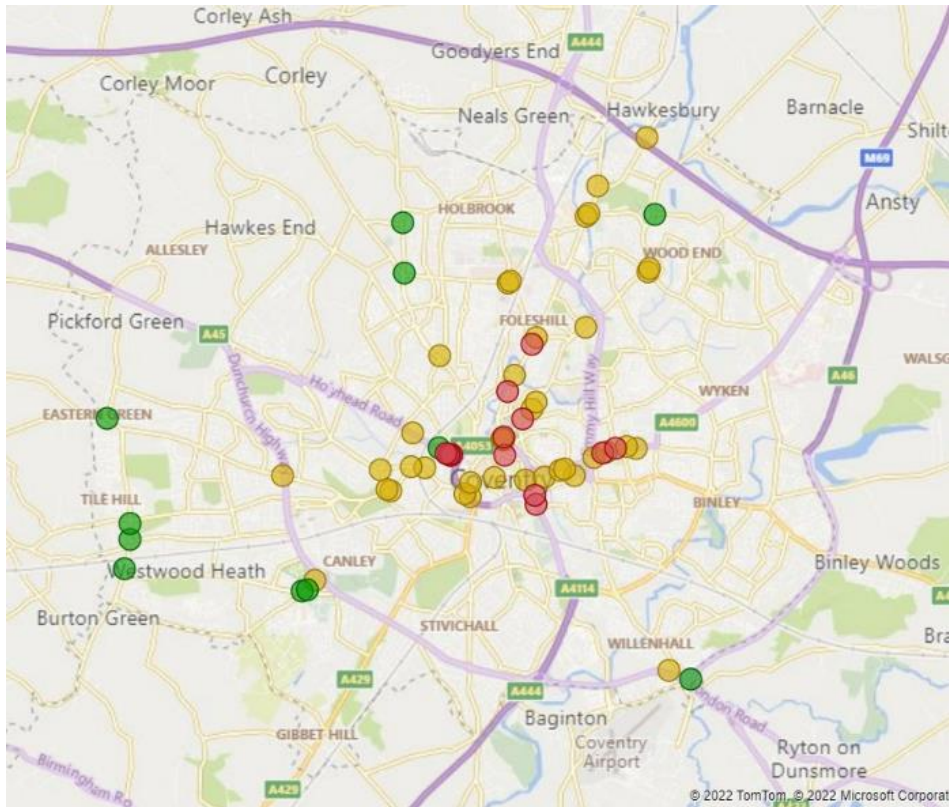 Corley Ash
A444
Goodyers End
Corley
Corley Moor
Neals Green
Hawkesbury
Barnacle
Shilt
M69
Ansty
HOLBROOK
Hawkes End
ALLESLEY
WOOD END
Pickford Green
FOLESHILL
A45
Dunchurch Highway
Holyhead Road
WALSG
A46
WYKEN
EASTERN GREEN
A4600
A4053
Coventry
TILE HILL
BINLEY
CANLEY
Westwood Heath
Binley Woods
A4114
A4
Burton Green
STIVICHALL
WILLENHALL
Bra
A429
A444
London Road
Baginton
GIBBET HILL
Coventry
Airport
Ryton on
Dunsmore
Birmingham Ro
A429
© 2022 TomTom, © 2022 Microsoft Corporat